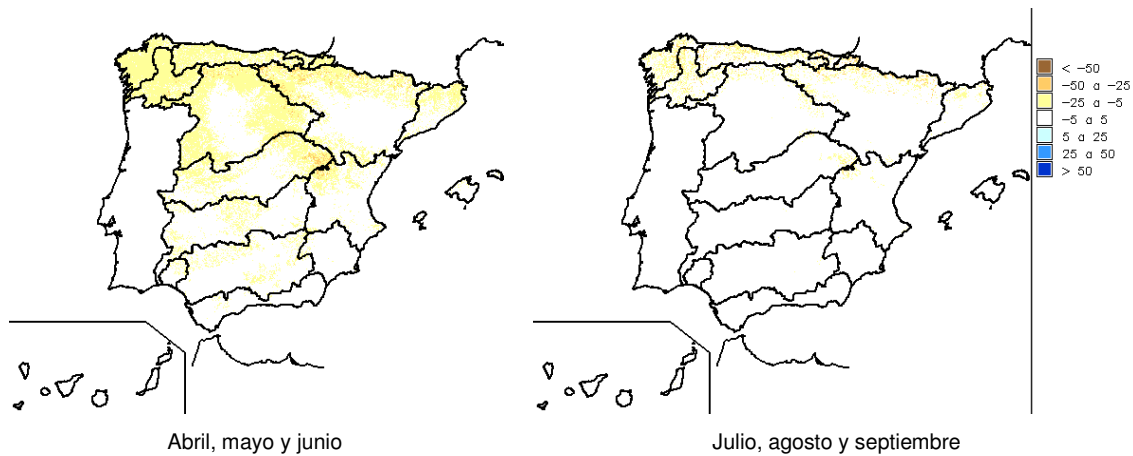 < −50
−50 a −25
−25 a −5
−5 a 5
5 a 25
25 a 50
> 50
Abril, mayo y junio
Julio, agosto y septiembre